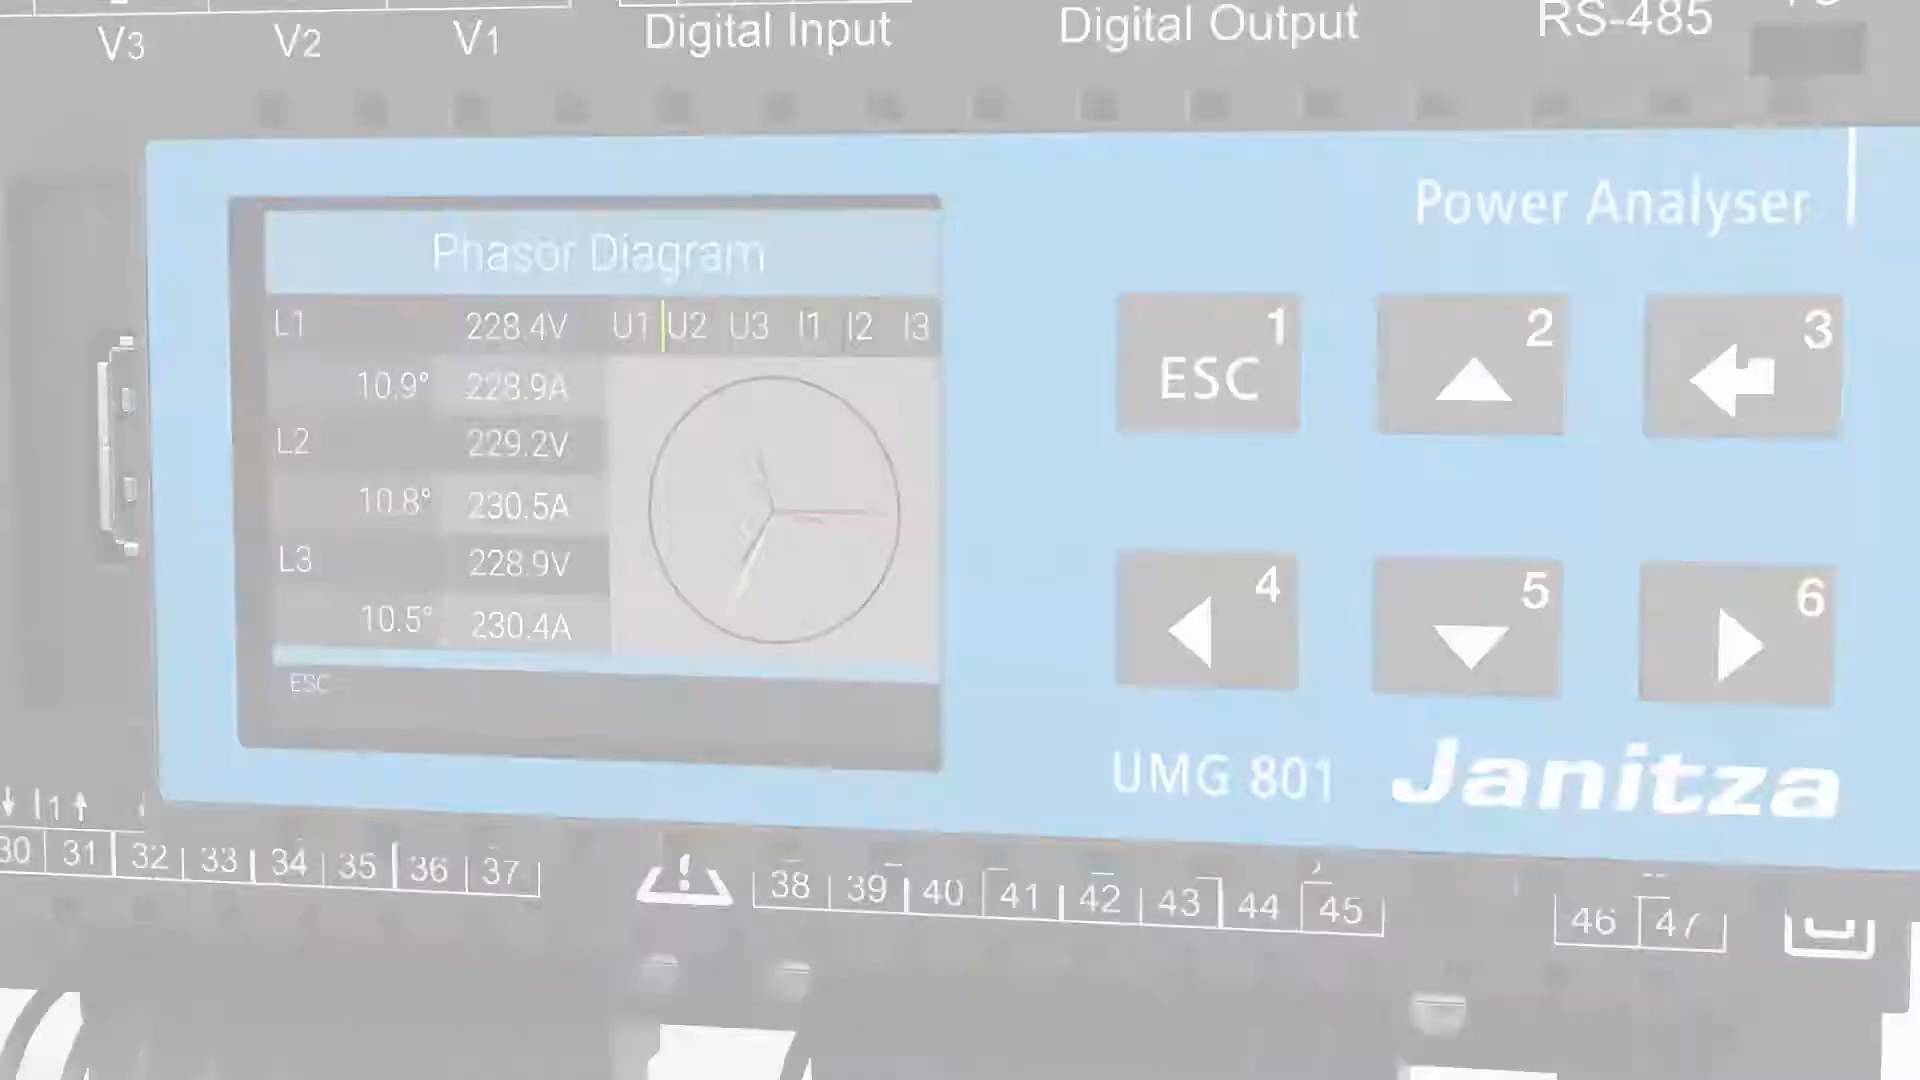 V3 V2 V1 Digital Input Digital Output RS-485
Power Analyser
Phasor Diagram
L1 228.4V U1 U2 U3 I1 I2 I3
10.9° 228.9A
L2 229.2V
10.8° 230.5A
L3 228.9V
10.5° 230.4A
ESC
1 ESC
2
3
4
5
6
UMG 801 Janitza
I1
30 31 32 33 34 35 36 37 38 39 40 41 42 43 44 45 46 47